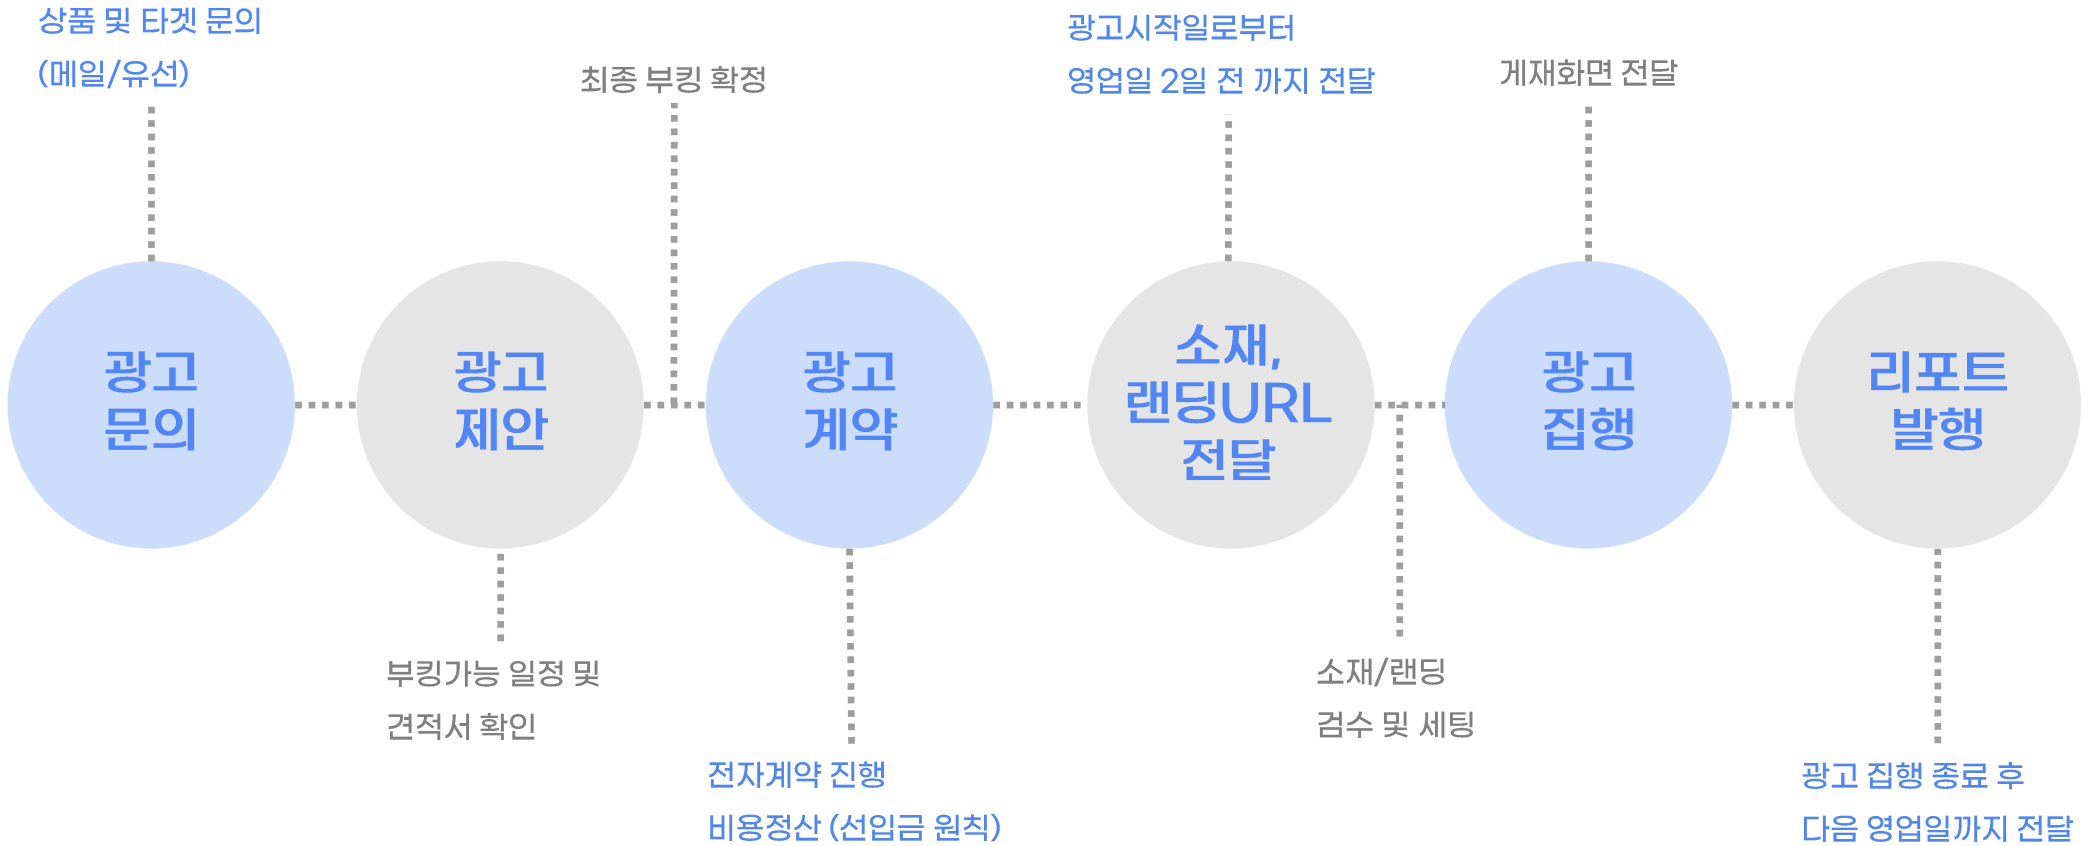 상품 및 타겟 문의
(메일/유선)
최종 부킹 확정
광고시작일로부터
영업일 2일 전 까지 전달
게재화면 전달
광고
문의
광고
제안
광고
계약
소재,
랜딩URL
전달
광고
집행
리포트
발행
부킹가능 일정 및
견적서 확인
전자계약 진행
비용정산 (선입금 원칙)
소재/랜딩
검수 및 세팅
광고 집행 종료 후
다음 영업일까지 전달